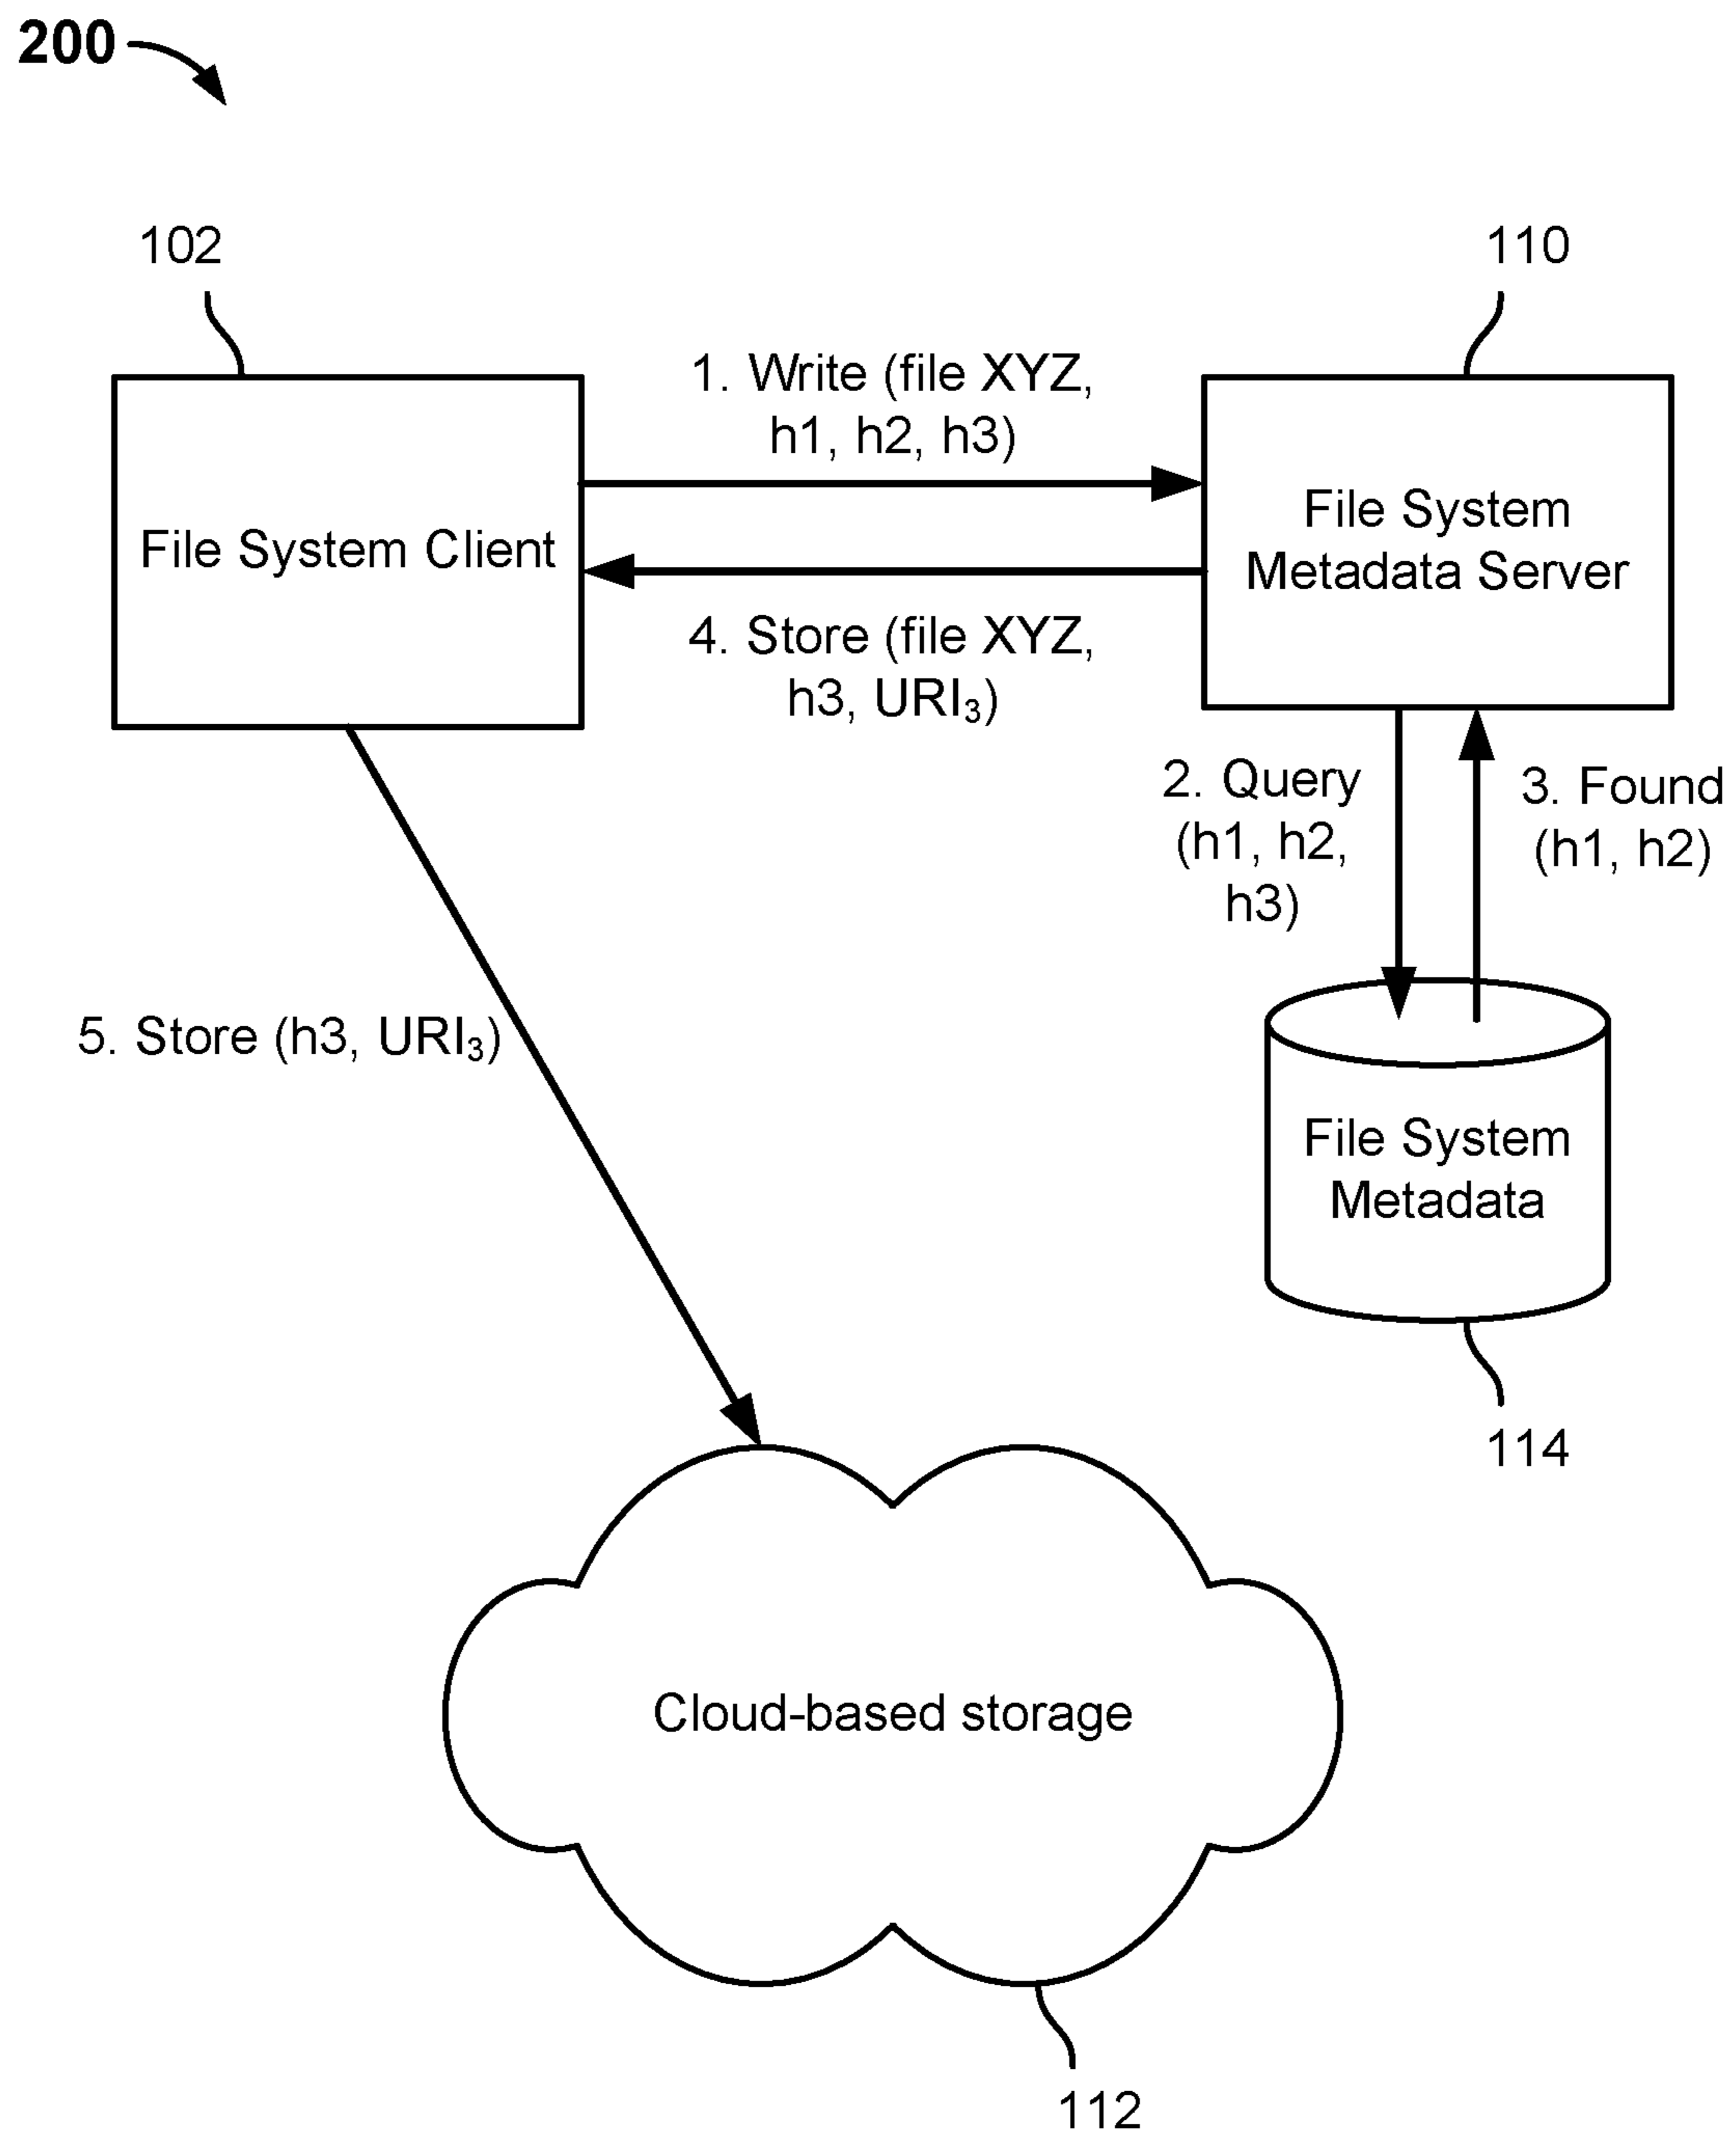 200
102
110
1. Write (file XYZ,
h1, h2, h3)
File System Client
File System
Metadata Server
4. Store (file XYZ,
h3, URI₃)
2. Query
(h1, h2,
h3)
3. Found
(h1, h2)
5. Store (h3, URI₃)
File System
Metadata
114
Cloud-based storage
112